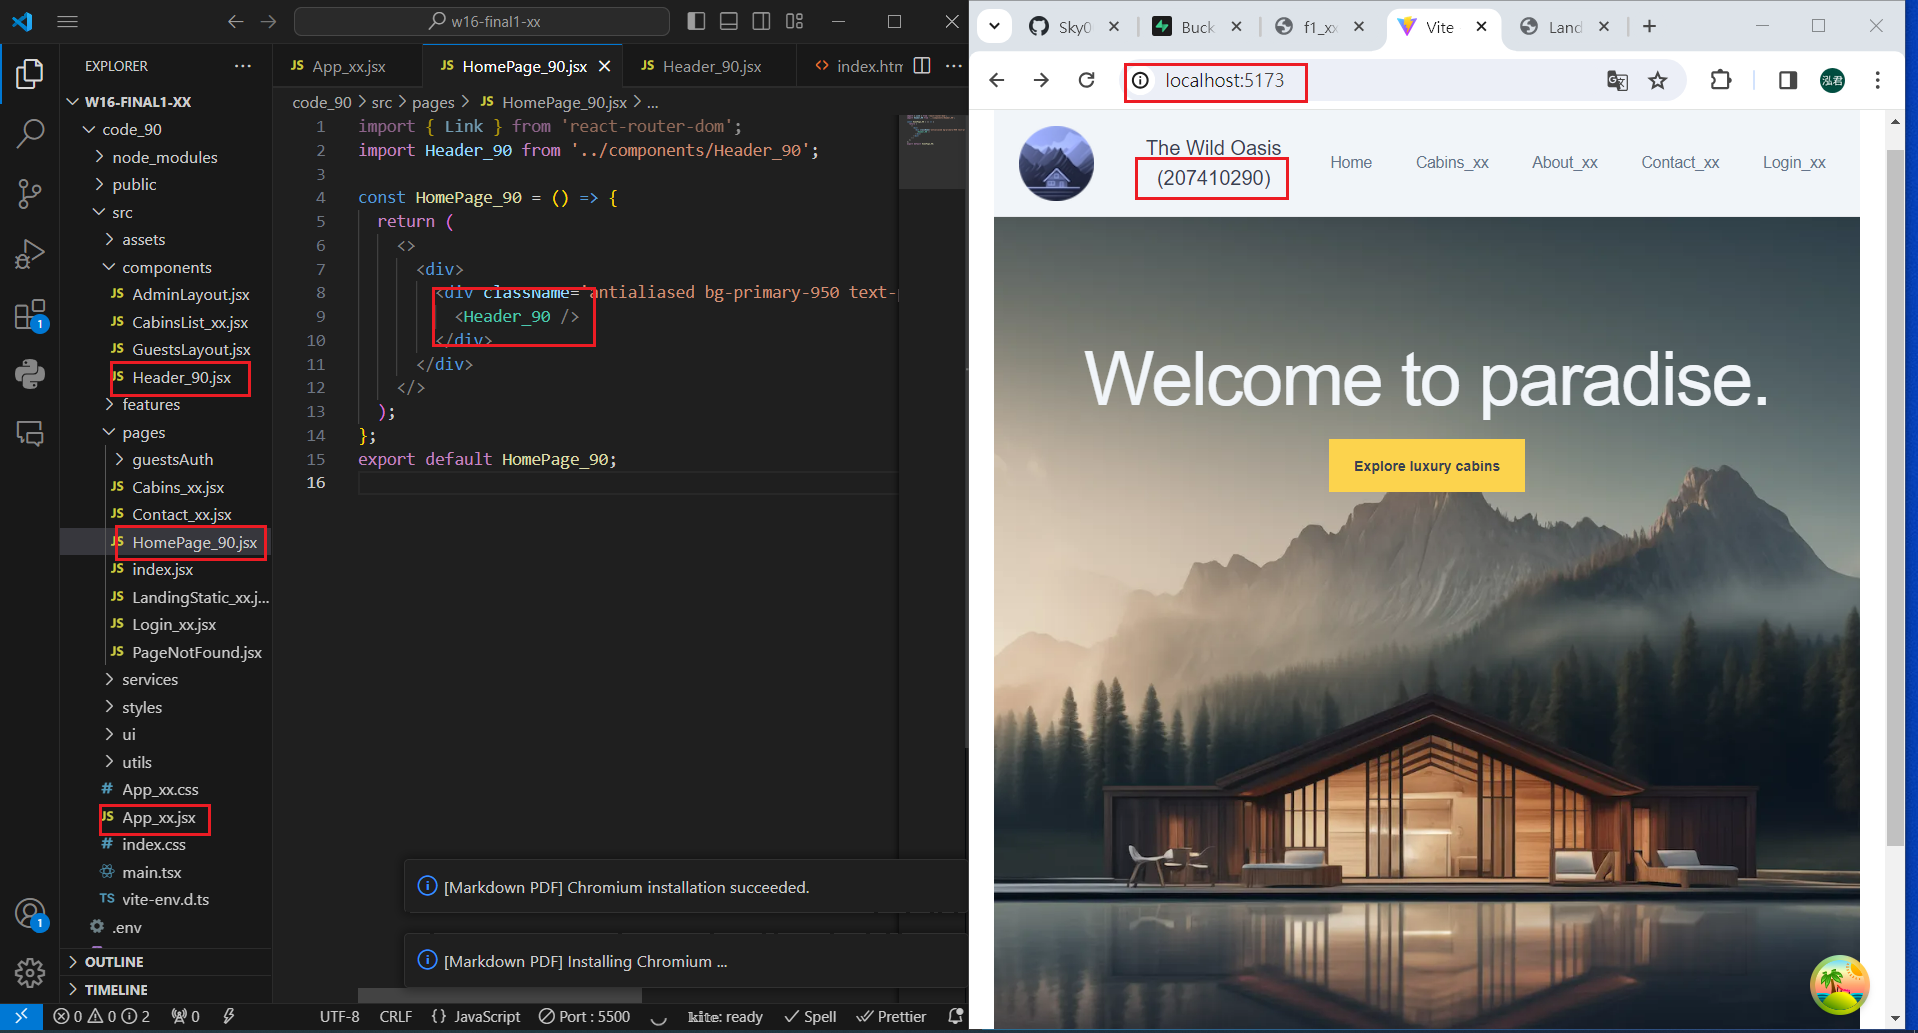 w16-final1-xx
EXPLORER
W16-FINAL1-XX
code_90
node_modules
public
src
assets
components
JS AdminLayout.jsx
JS CabinsList_xx.jsx
JS GuestsLayout.jsx
JS Header_90.jsx
features
pages
guestsAuth
JS Cabins_xx.jsx
JS Contact_xx.jsx
JS HomePage_90.jsx
JS index.jsx
JS LandingStatic_xx.j...
JS Login_xx.jsx
JS PageNotFound.jsx
services
styles
ui
utils
# App_xx.css
JS App_xx.jsx
# index.css
main.tsx
TS vite-env.d.ts
.env
OUTLINE
TIMELINE
1
1
JS App_xx.jsx
JS HomePage_90.jsx
JS Header_90.jsx
<> index.htm
code_90 > src > pages > JS HomePage_90.jsx > ...
1 import { Link } from 'react-router-dom';
2 import Header_90 from '../components/Header_90';
3
4 const HomePage_90 = () => {
5 return (
6 <>
7 <div>
8 <div className='antialiased bg-primary-950 text-
9 <Header_90 />
10 </div>
11 </div>
12 </>
13 );
14 };
15 export default HomePage_90;
16
[Markdown PDF] Chromium installation succeeded.
[Markdown PDF] Installing Chromium ...
0 0 2 0 UTF-8 CRLF {} JavaScript Port : 5500 kite: ready Spell Prettier
Sky0
Buck
f1_xx
Vite
Land
localhost:5173
泓君
The Wild Oasis
(207410290)
Home
Cabins_xx
About_xx
Contact_xx
Login_xx
Welcome to paradise.
Explore luxury cabins